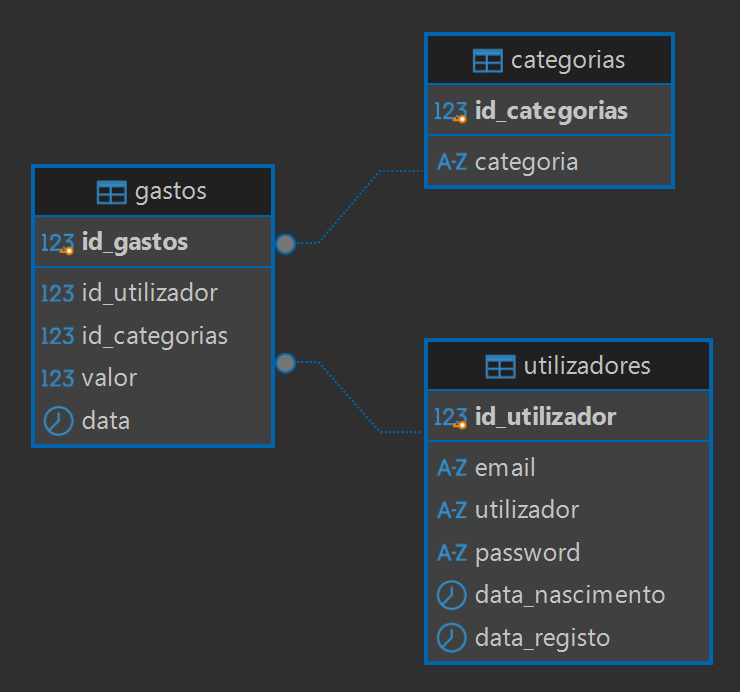 categorias
123 id_categorias
A-Z categoria
gastos
123 id_gastos
123 id_utilizador
123 id_categorias
123 valor
data
utilizadores
123 id_utilizador
A-Z email
A-Z utilizador
A-Z password
data_nascimento
data_registo